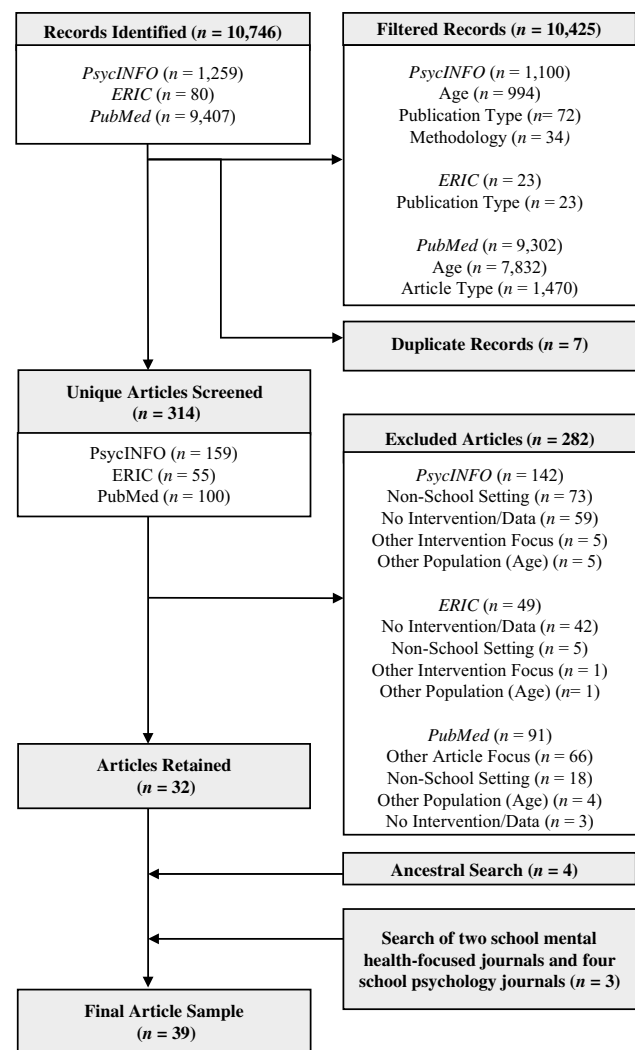 Records Identified (n = 10,746)
PsycINFO (n = 1,259)
ERIC (n = 80)
PubMed (n = 9,407)
Filtered Records (n = 10,425)
PsycINFO (n = 1,100)
Age (n = 994)
Publication Type (n= 72)
Methodology (n = 34)
ERIC (n = 23)
Publication Type (n = 23)
PubMed (n = 9,302)
Age (n = 7,832)
Article Type (n = 1,470)
Duplicate Records (n = 7)
Unique Articles Screened
(n = 314)
PsycINFO (n = 159)
ERIC (n = 55)
PubMed (n = 100)
Excluded Articles (n = 282)
PsycINFO (n = 142)
Non-School Setting (n = 73)
No Intervention/Data (n = 59)
Other Intervention Focus (n = 5)
Other Population (Age) (n = 5)
ERIC (n = 49)
No Intervention/Data (n = 42)
Non-School Setting (n = 5)
Other Intervention Focus (n = 1)
Other Population (Age) (n= 1)
PubMed (n = 91)
Other Article Focus (n = 66)
Non-School Setting (n = 18)
Other Population (Age) (n = 4)
No Intervention/Data (n = 3)
Articles Retained
(n = 32)
Ancestral Search (n = 4)
Search of two school mental
health-focused journals and four
school psychology journals (n = 3)
Final Article Sample
(n = 39)